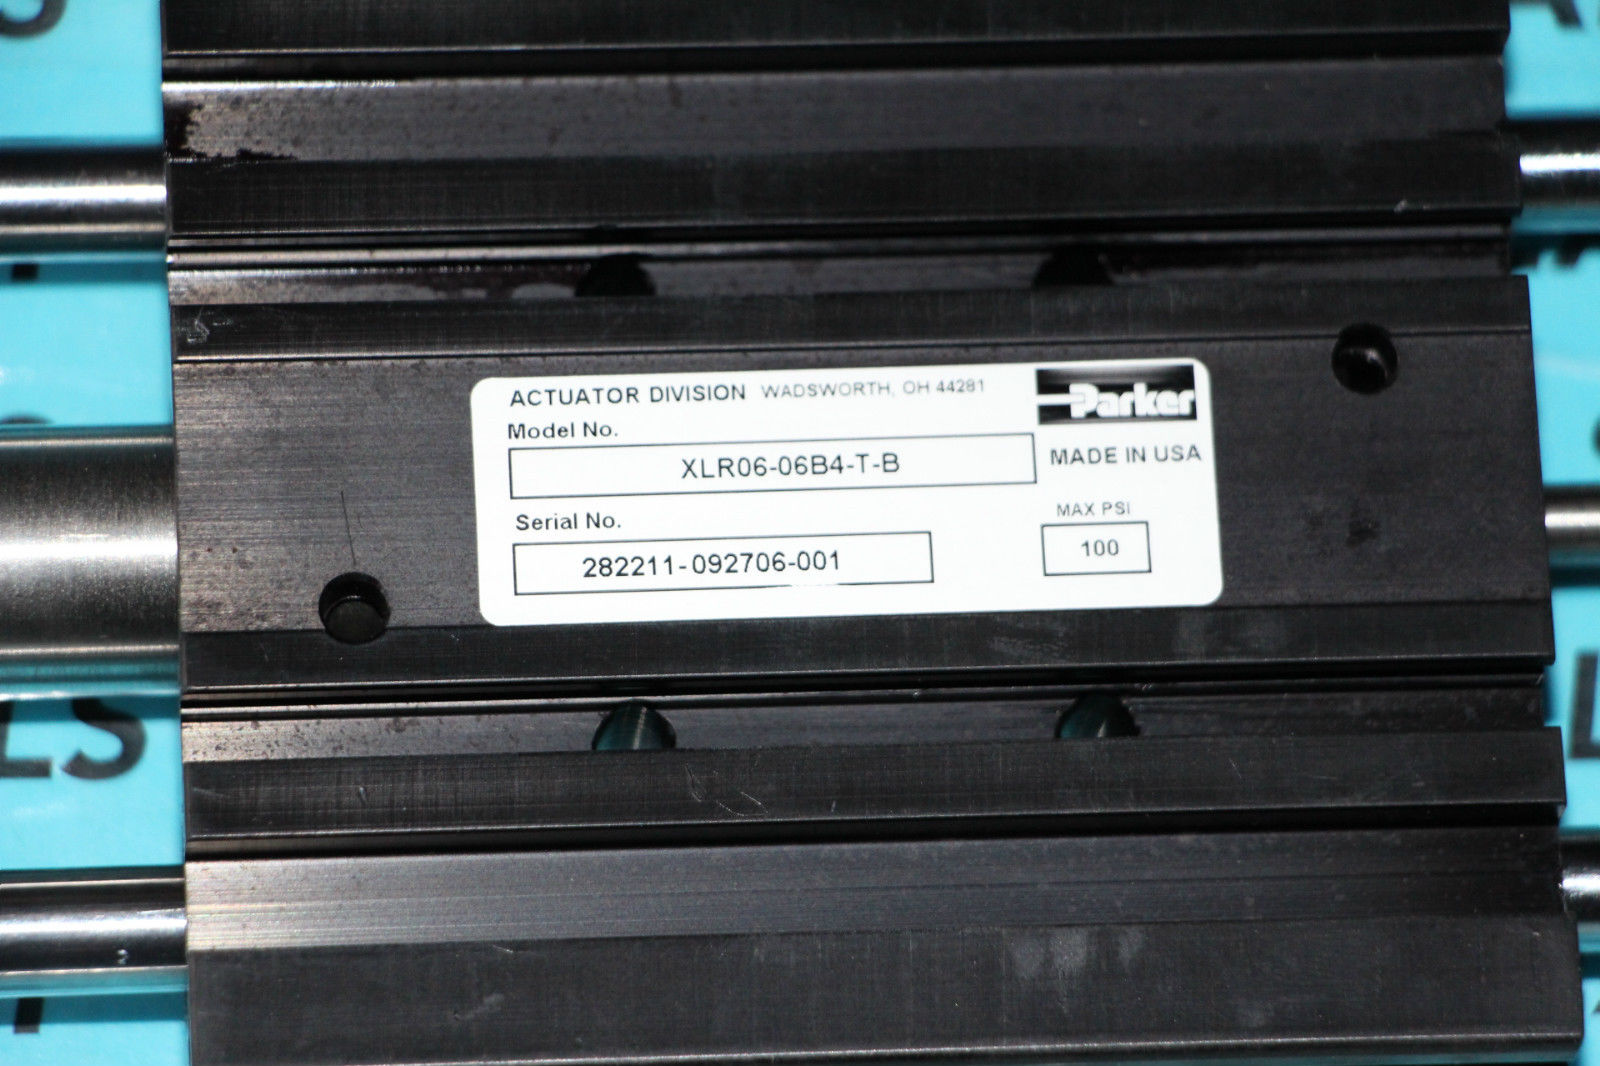 ACTUATOR DIVISION WADSWORTH, OH 44281
Parker
Model No.
XLR06-06B4-T-B
MADE IN USA
Serial No.
282211-092706-001
MAX PSI
100
LS